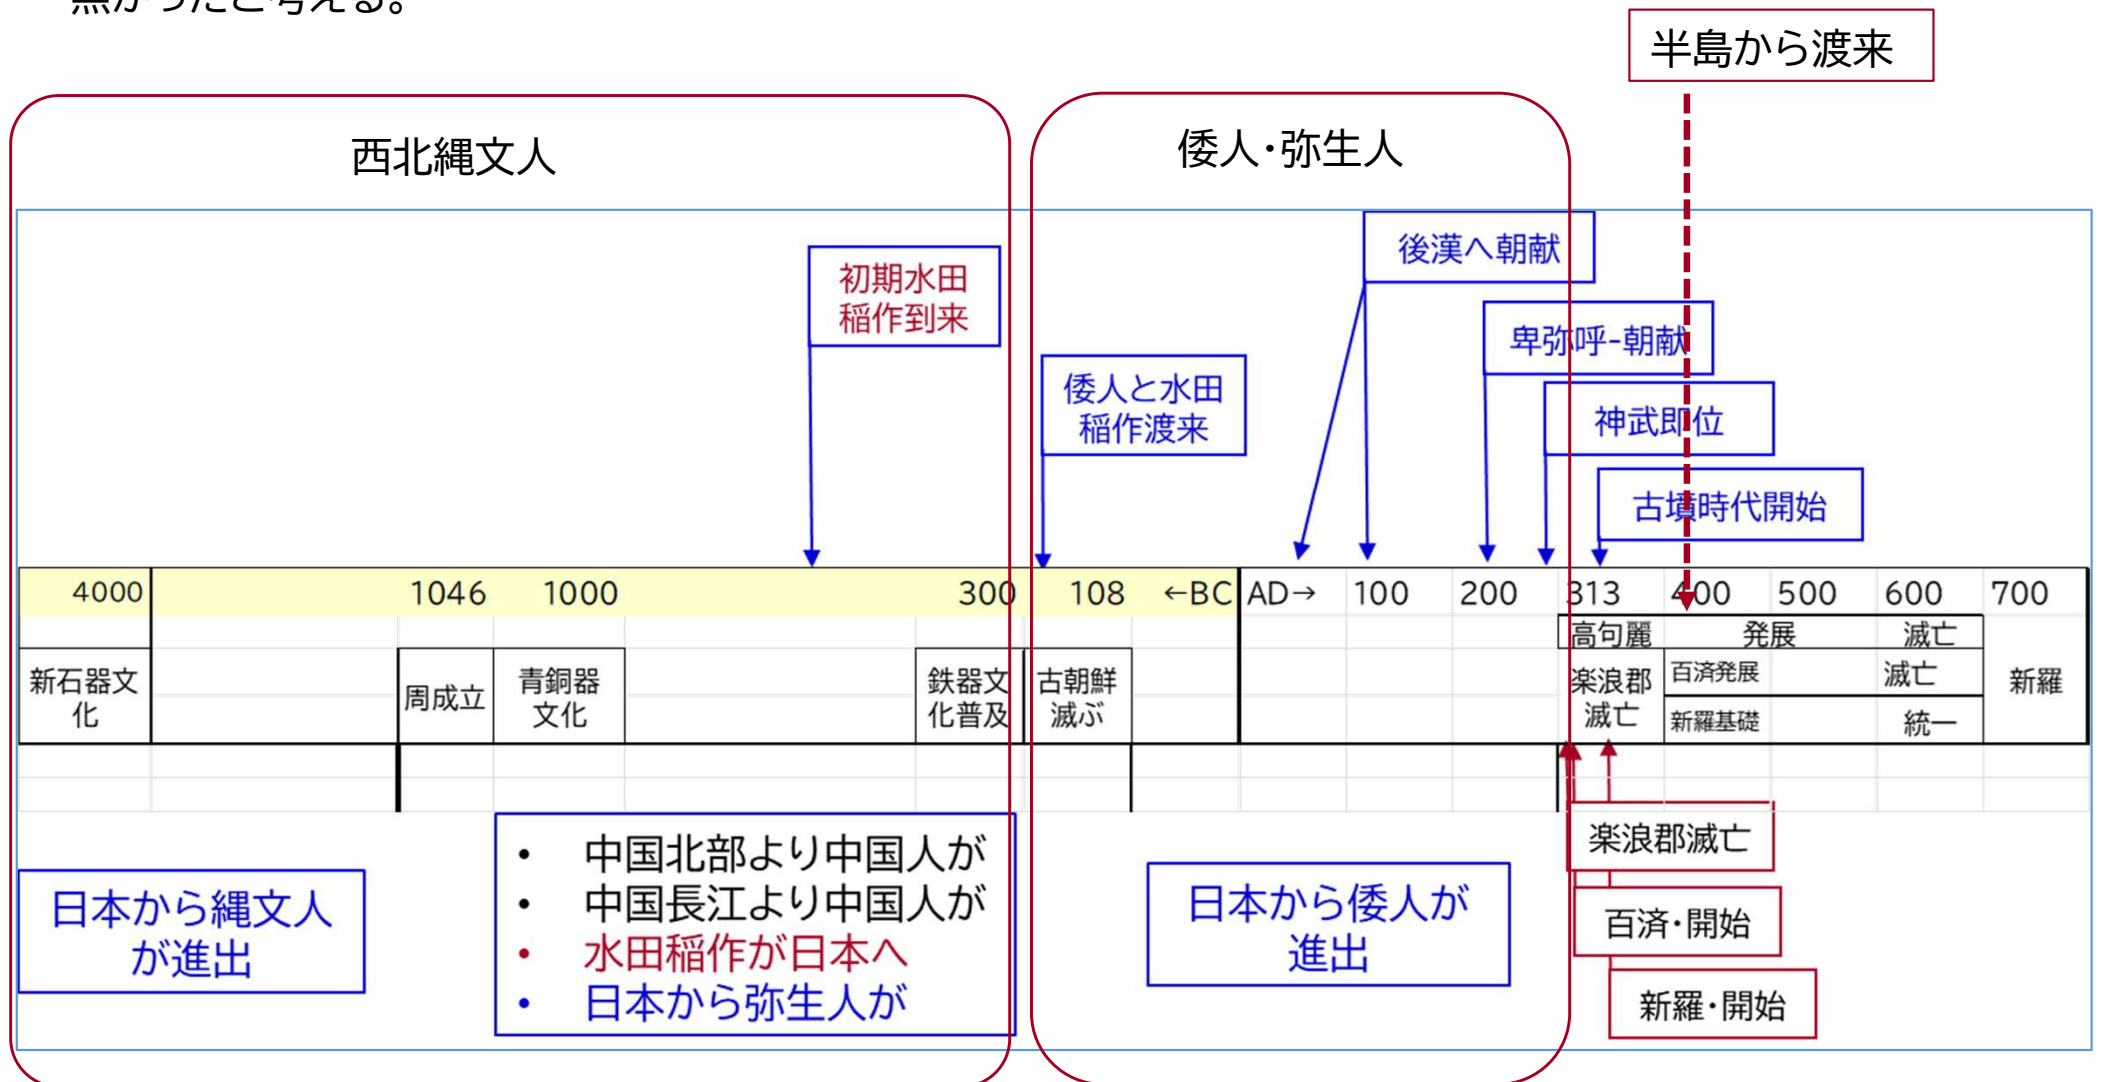 無かったと考える。
半島から渡来
西北縄文人
倭人・弥生人
後漢へ朝献
初期水田
稲作到来
卑弥呼-朝献
倭人と水田
稲作渡来
神武即位
古墳時代開始
4000 1046 1000 300 108 ←BC AD→ 100 200 313 400 500 600 700
高句麗 発展 滅亡
新石器文
化
周成立
青銅器
文化
鉄器文
化普及
古朝鮮
滅ぶ
楽浪郡
滅亡
百済発展 滅亡
新羅基礎 統一
新羅
日本から縄文人
が進出
• 中国北部より中国人が
• 中国長江より中国人が
• 水田稲作が日本へ
• 日本から弥生人が
日本から倭人が
進出
楽浪郡滅亡
百済・開始
新羅・開始